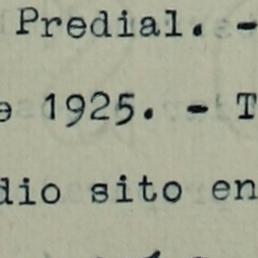 Predial. -
e 1925. - T
dio sito en